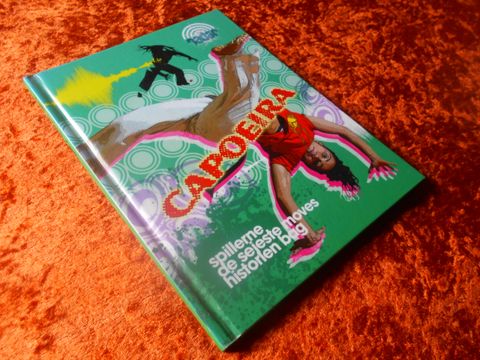 CAPOEIRA
spillerne
de sejeste moves
historien bag